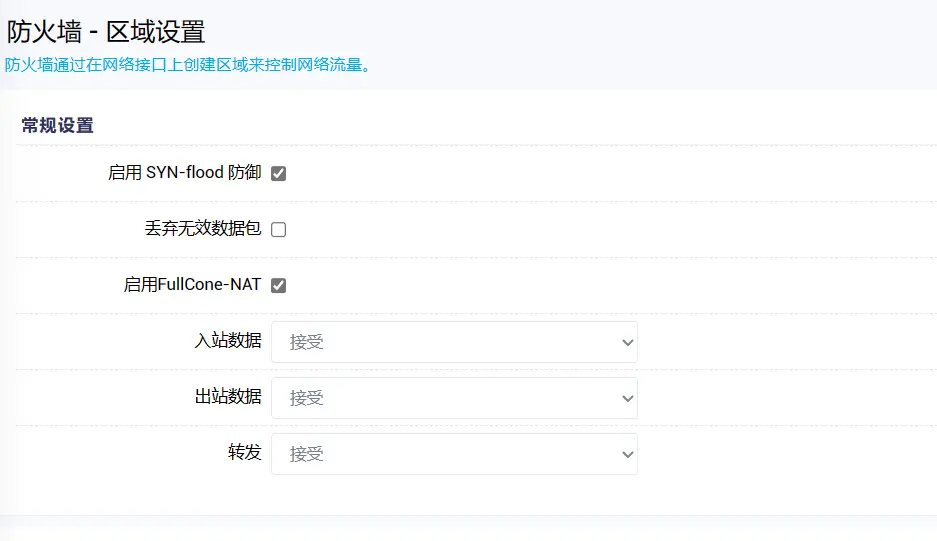 防火墙 - 区域设置
防火墙通过在网络接口上创建区域来控制网络流量。
常规设置
启用 SYN-flood 防御
丢弃无效数据包
启用FullCone-NAT
入站数据 接受
出站数据 接受
转发 接受